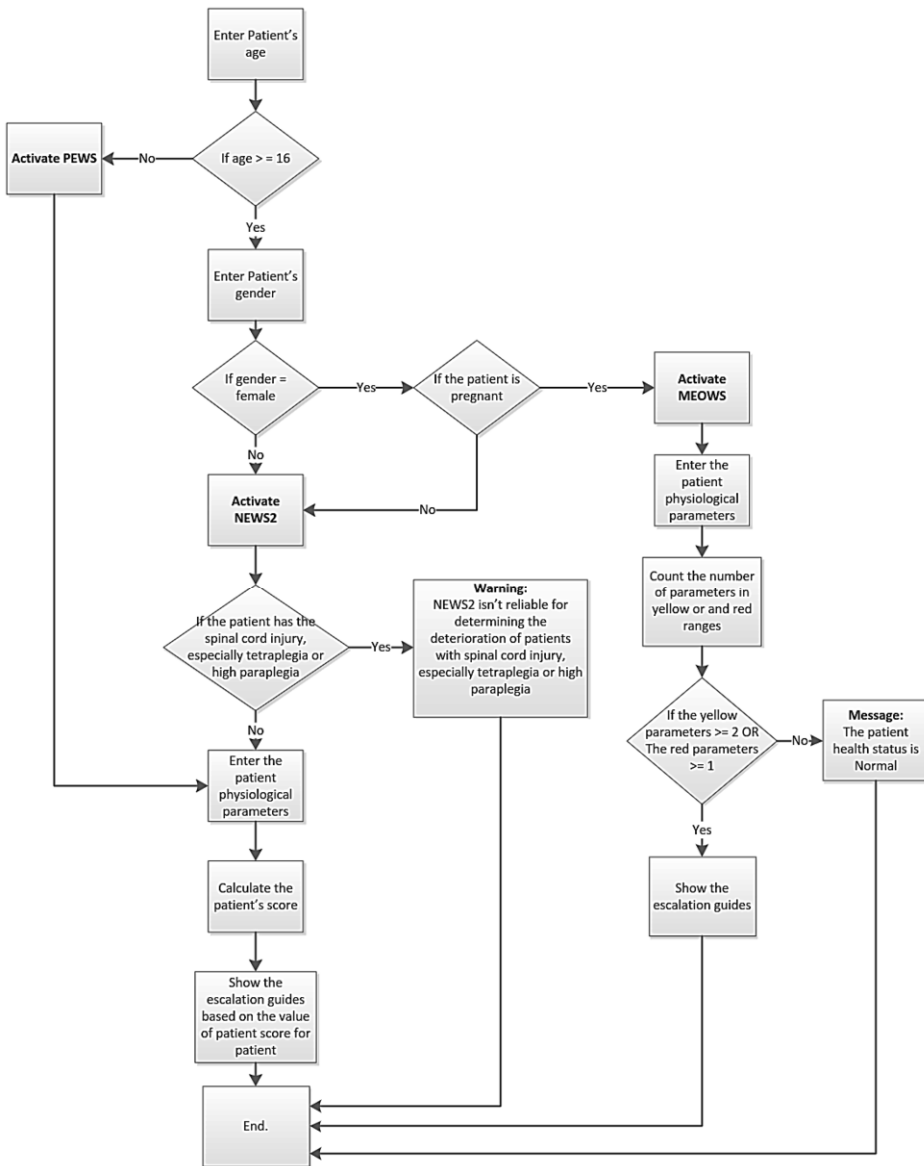 Enter Patient's
age
If age > = 16
No
Activate PEWS
Yes
Enter Patient's
gender
If gender =
female
Yes
If the patient is
pregnant
Yes
Activate
MEOWS
No
No
Activate
NEWS2
Enter the
patient
physiological
parameters
Count the number
of parameters in
yellow or and red
ranges
If the patient has the
spinal cord injury,
especially tetraplegia or
high paraplegia
Yes
Warning:
NEWS2 isn't reliable for
determining the
deterioration of patients
with spinal cord injury,
especially tetraplegia or
high paraplegia
If the yellow
parameters >= 2 OR
The red parameters
>= 1
No
Message:
The patient
health status is
Normal
No
Enter the
patient
physiological
parameters
Yes
Show the
escalation guides
Calculate the
patient's score
Show the
escalation guides
based on the value
of patient score for
patient
End.